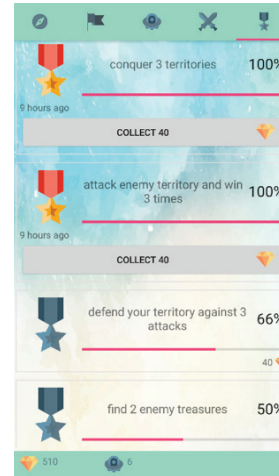 conquer 3 territories
100%
9 hours ago
COLLECT 40
attack enemy territory and win
3 times
100%
9 hours ago
COLLECT 40
defend your territory against 3
attacks
66%
40
find 2 enemy treasures
50%
510
6